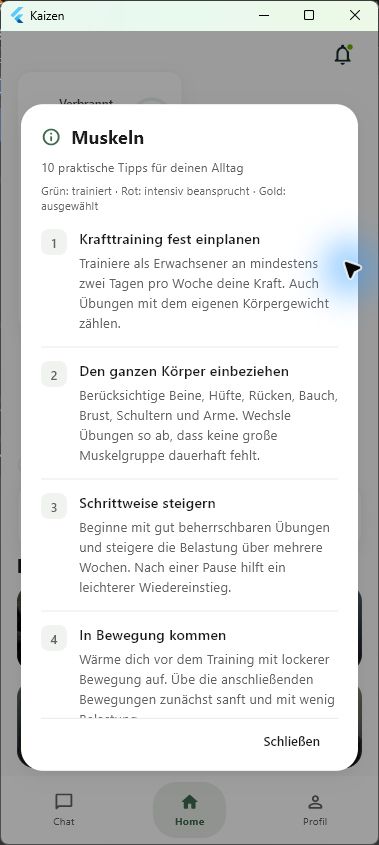 Kaizen
Verbrannt
Muskeln
10 praktische Tipps für deinen Alltag
Grün: trainiert · Rot: intensiv beansprucht · Gold:
ausgewählt
1
Krafttraining fest einplanen
Trainiere als Erwachsener an mindestens
zwei Tagen pro Woche deine Kraft. Auch
Übungen mit dem eigenen Körpergewicht
zählen.
2
Den ganzen Körper einbeziehen
Berücksichtige Beine, Hüfte, Rücken, Bauch,
Brust, Schultern und Arme. Wechsle
Übungen so ab, dass keine große
Muskelgruppe dauerhaft fehlt.
3
Schrittweise steigern
Beginne mit gut beherrschbaren Übungen
und steigere die Belastung über mehrere
Wochen. Nach einer Pause hilft ein
leichterer Wiedereinstieg.
4
In Bewegung kommen
Wärme dich vor dem Training mit lockerer
Bewegung auf. Übe die anschließenden
Bewegungen zunächst sanft und mit wenig
Belastung.
Schließen
Chat
Home
Profil